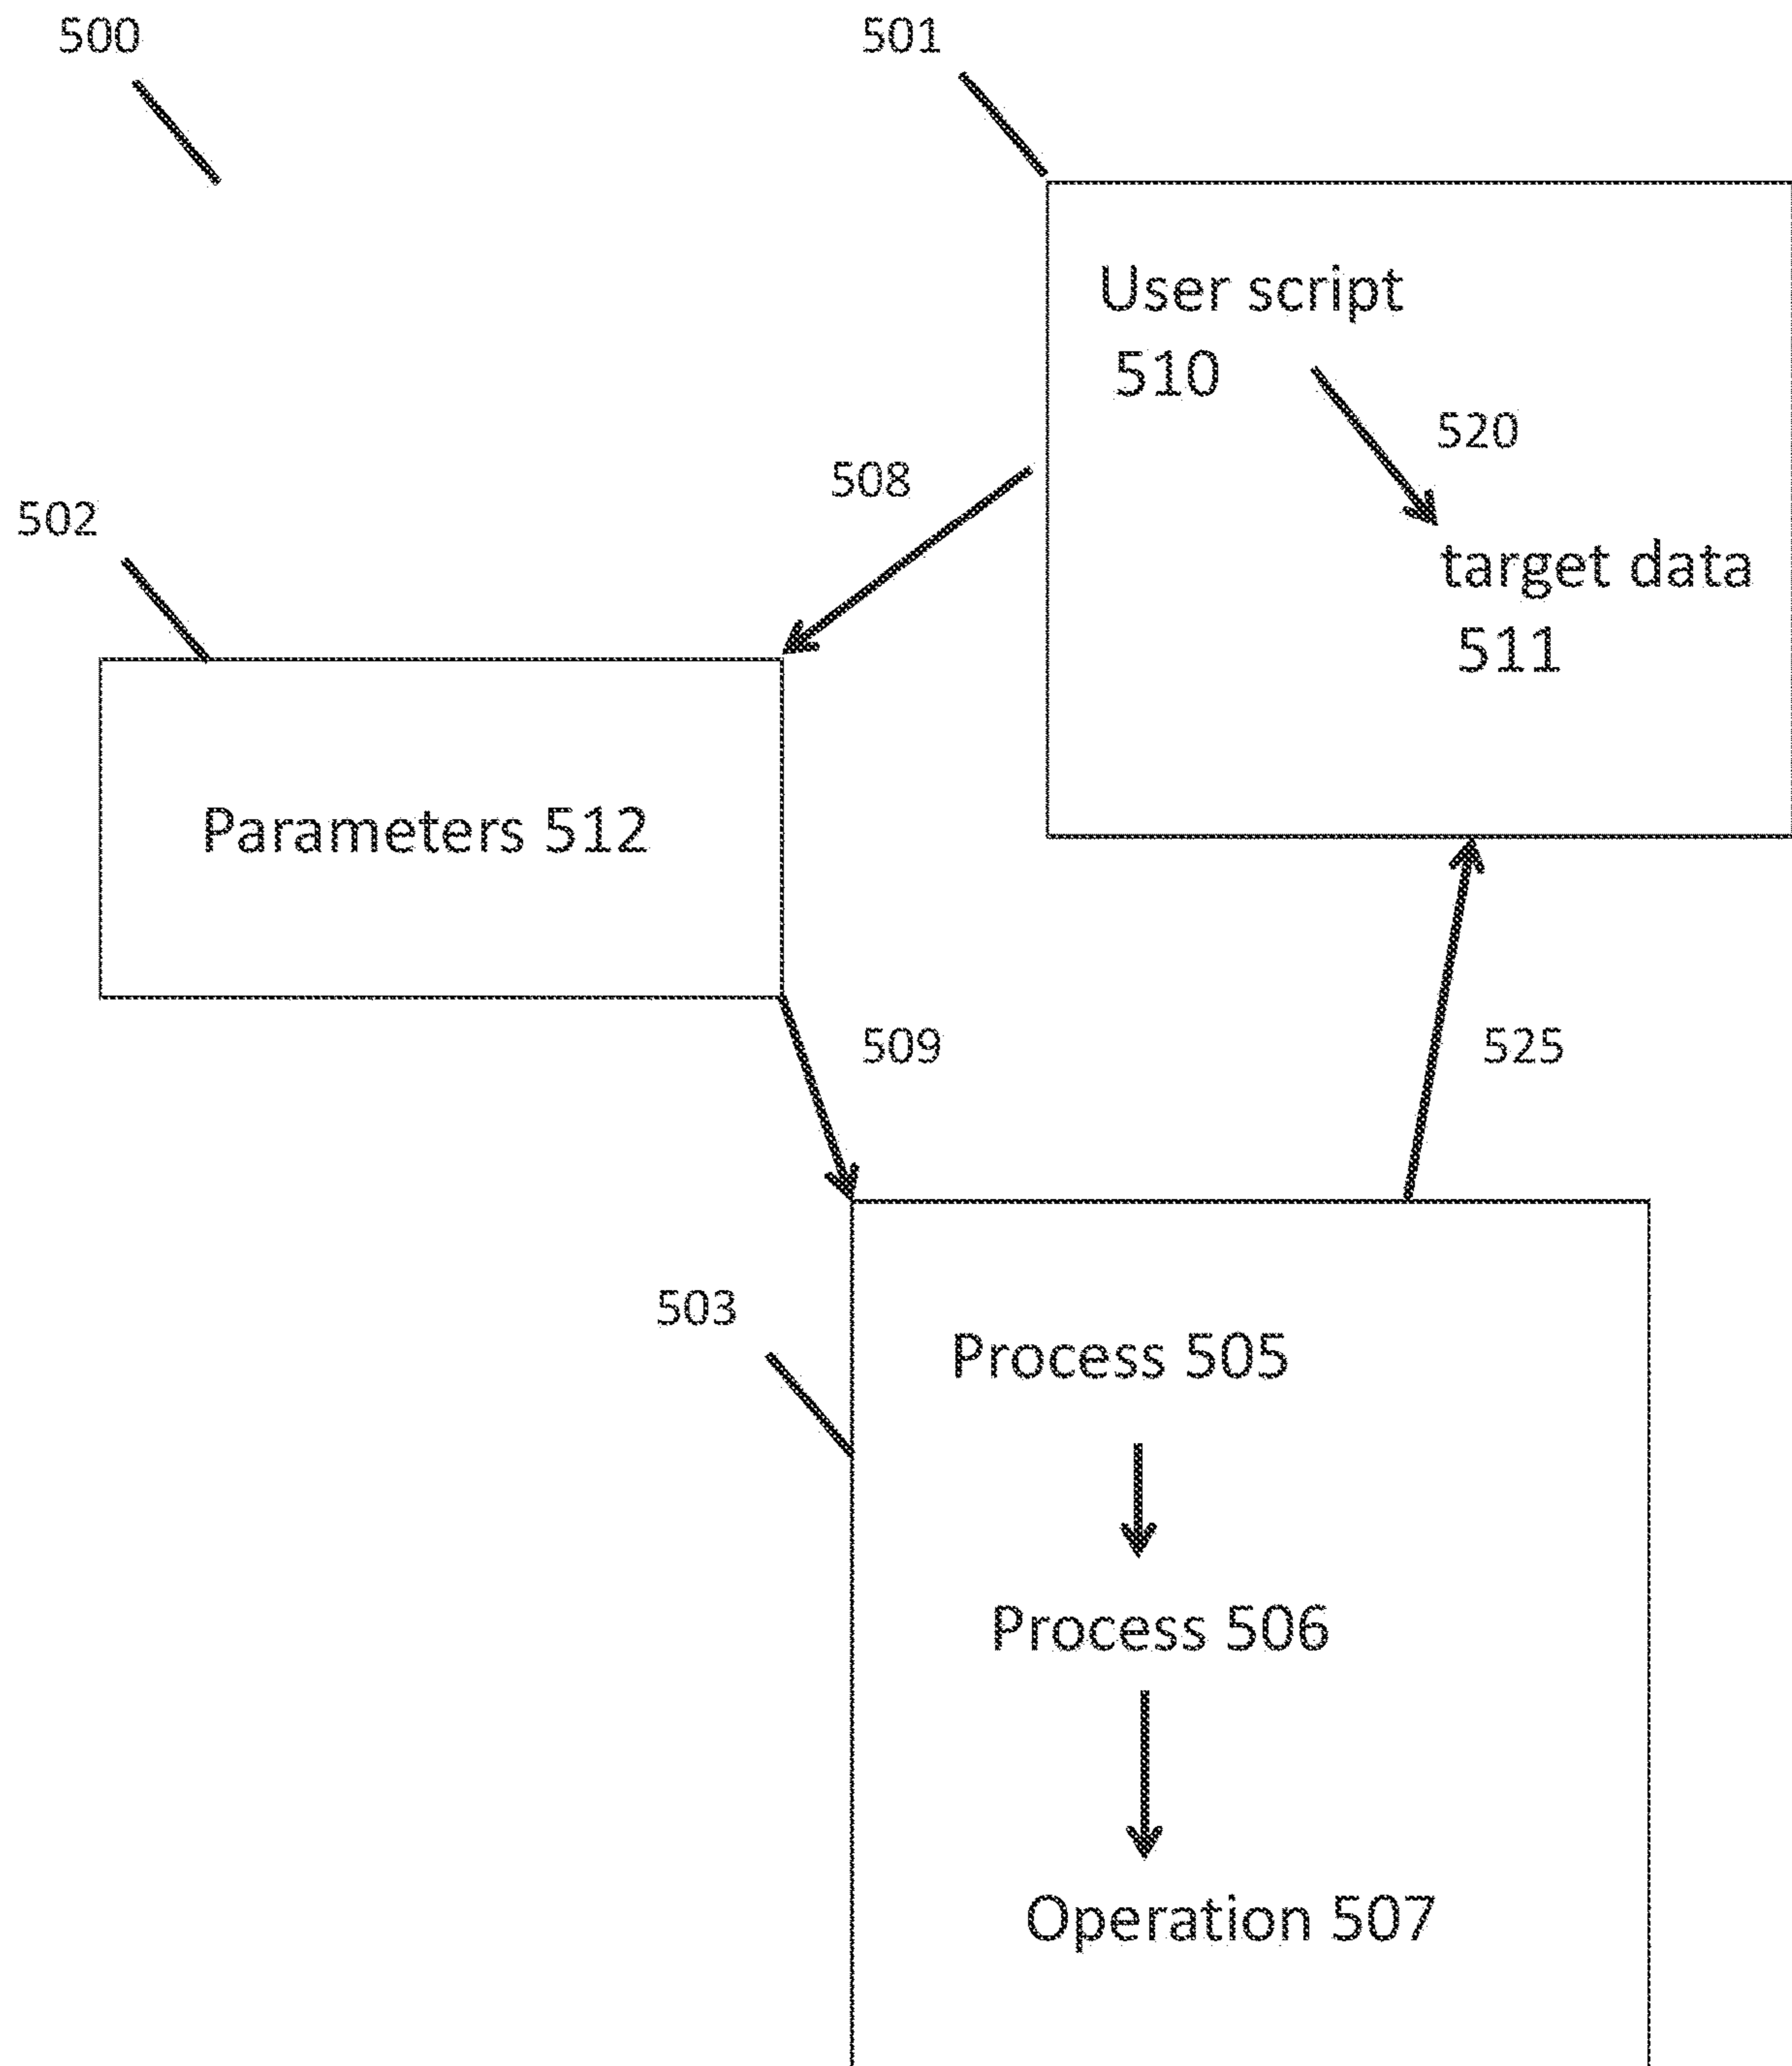 500
501
User script
510
520
508
502
target data
511
Parameters 512
509
525
503
Process 505
Process 506
Operation 507